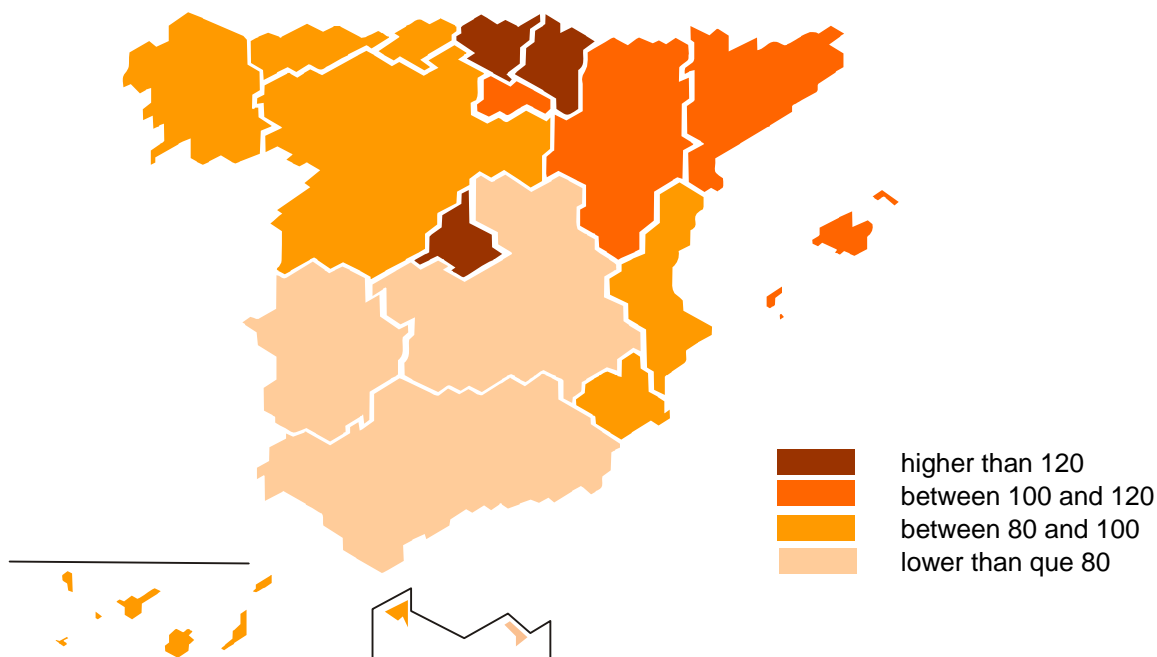 higher than 120
between 100 and 120
between 80 and 100
lower than que 80